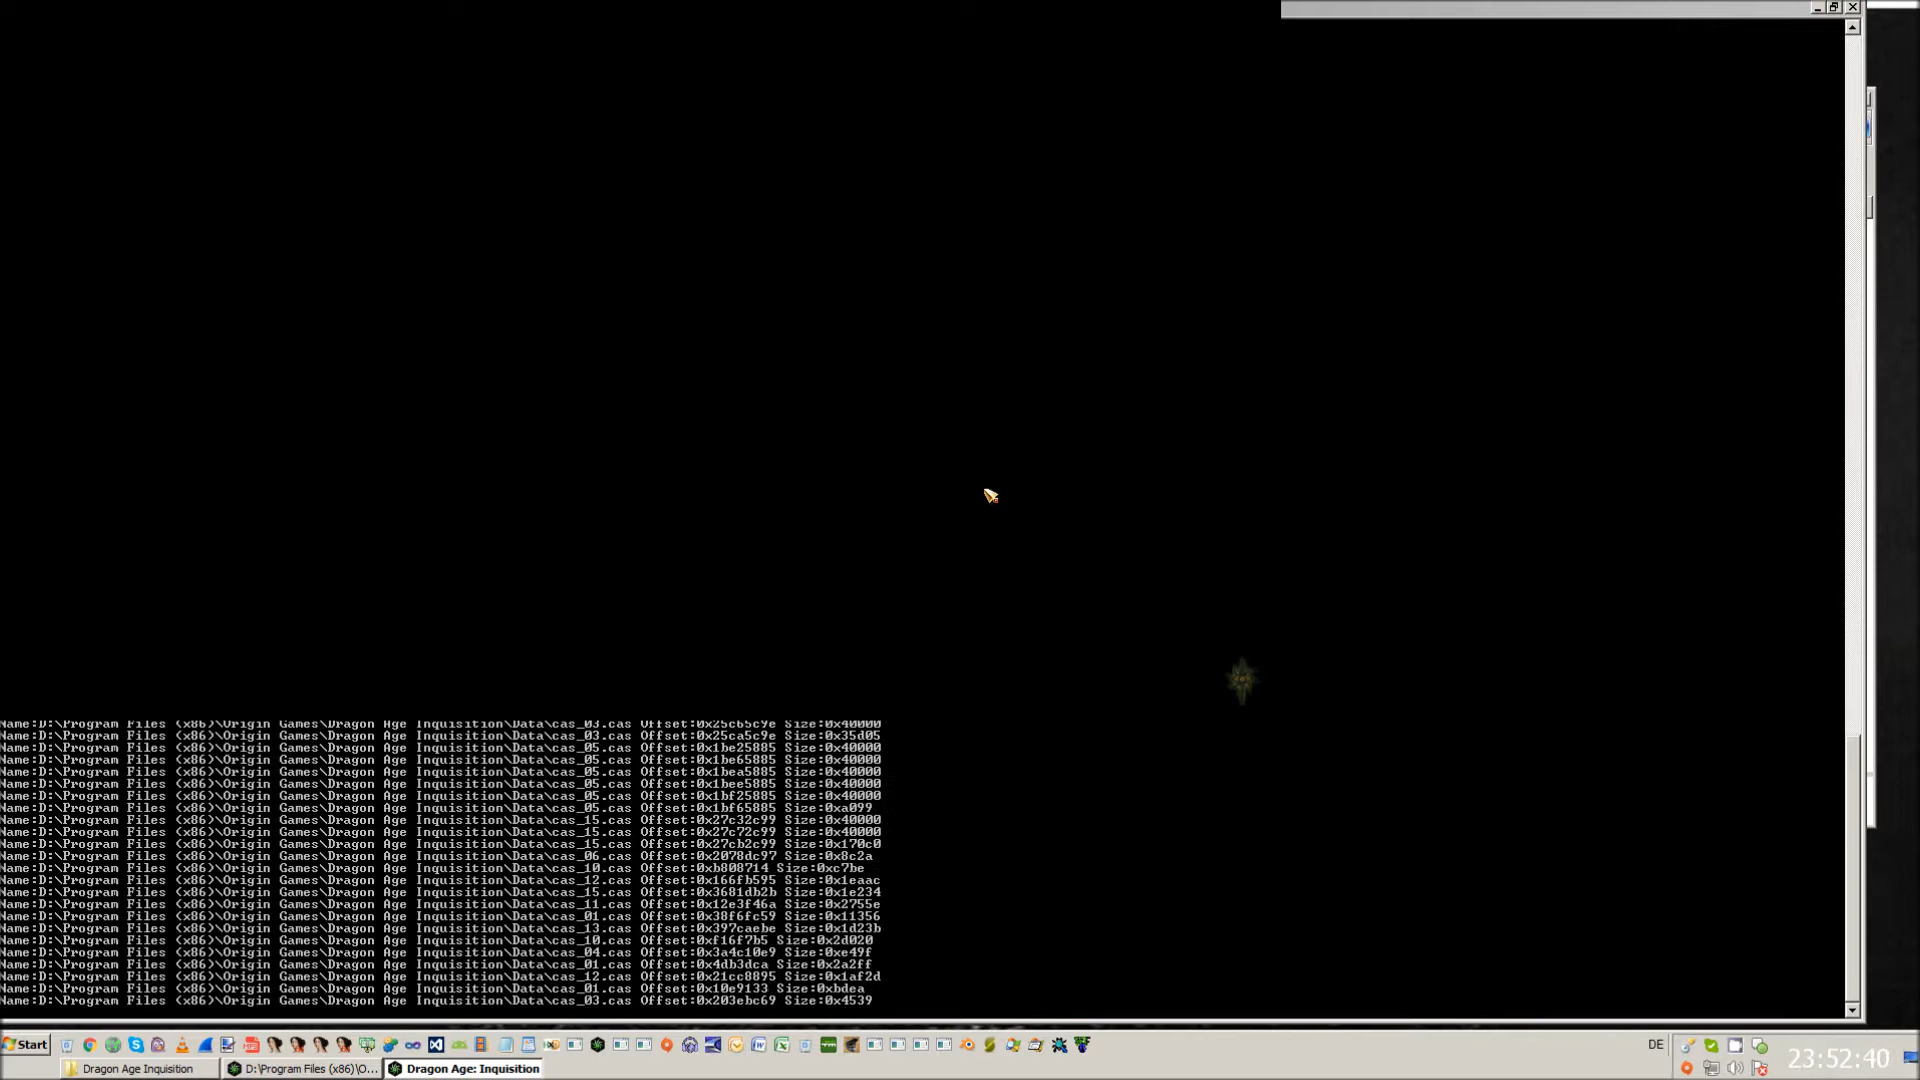 Name:D:\Program Files (x86)\Origin Games\Dragon Age Inquisition\Data\cas_03.cas Offset:0x25c65c9e Size:0x40000
Name:D:\Program Files (x86)\Origin Games\Dragon Age Inquisition\Data\cas_03.cas Offset:0x25ca5c9e Size:0x35d05
Name:D:\Program Files (x86)\Origin Games\Dragon Age Inquisition\Data\cas_05.cas Offset:0x1be25885 Size:0x40000
Name:D:\Program Files (x86)\Origin Games\Dragon Age Inquisition\Data\cas_05.cas Offset:0x1be65885 Size:0x40000
Name:D:\Program Files (x86)\Origin Games\Dragon Age Inquisition\Data\cas_05.cas Offset:0x1bea5885 Size:0x40000
Name:D:\Program Files (x86)\Origin Games\Dragon Age Inquisition\Data\cas_05.cas Offset:0x1bee5885 Size:0x40000
Name:D:\Program Files (x86)\Origin Games\Dragon Age Inquisition\Data\cas_05.cas Offset:0x1bf25885 Size:0x40000
Name:D:\Program Files (x86)\Origin Games\Dragon Age Inquisition\Data\cas_05.cas Offset:0x1bf65885 Size:0xa099
Name:D:\Program Files (x86)\Origin Games\Dragon Age Inquisition\Data\cas_15.cas Offset:0x27c32c99 Size:0x40000
Name:D:\Program Files (x86)\Origin Games\Dragon Age Inquisition\Data\cas_15.cas Offset:0x27c72c99 Size:0x40000
Name:D:\Program Files (x86)\Origin Games\Dragon Age Inquisition\Data\cas_15.cas Offset:0x27cb2c99 Size:0x170c0
Name:D:\Program Files (x86)\Origin Games\Dragon Age Inquisition\Data\cas_06.cas Offset:0x2078dc97 Size:0x8c2a
Name:D:\Program Files (x86)\Origin Games\Dragon Age Inquisition\Data\cas_10.cas Offset:0xb808714 Size:0xc7be
Name:D:\Program Files (x86)\Origin Games\Dragon Age Inquisition\Data\cas_12.cas Offset:0x166fb595 Size:0x1eaac
Name:D:\Program Files (x86)\Origin Games\Dragon Age Inquisition\Data\cas_15.cas Offset:0x3681db2b Size:0x1e234
Name:D:\Program Files (x86)\Origin Games\Dragon Age Inquisition\Data\cas_11.cas Offset:0x12e3f46a Size:0x2755e
Name:D:\Program Files (x86)\Origin Games\Dragon Age Inquisition\Data\cas_01.cas Offset:0x38f6fc59 Size:0x11356
Name:D:\Program Files (x86)\Origin Games\Dragon Age Inquisition\Data\cas_13.cas Offset:0x397caebe Size:0x1d23b
Name:D:\Program Files (x86)\Origin Games\Dragon Age Inquisition\Data\cas_10.cas Offset:0xf16f7b5 Size:0x2d020
Name:D:\Program Files (x86)\Origin Games\Dragon Age Inquisition\Data\cas_04.cas Offset:0x3a4c10e9 Size:0xe49f
Name:D:\Program Files (x86)\Origin Games\Dragon Age Inquisition\Data\cas_01.cas Offset:0x4db3dca Size:0x2a2ff
Name:D:\Program Files (x86)\Origin Games\Dragon Age Inquisition\Data\cas_12.cas Offset:0x21cc8895 Size:0x1af2d
Name:D:\Program Files (x86)\Origin Games\Dragon Age Inquisition\Data\cas_01.cas Offset:0x10e9133 Size:0xbdea
Name:D:\Program Files (x86)\Origin Games\Dragon Age Inquisition\Data\cas_03.cas Offset:0x203ebc69 Size:0x4539
Start
DE
23:52:40
Dragon Age Inquisition
D:\Program Files (x86)\O...
Dragon Age: Inquisition